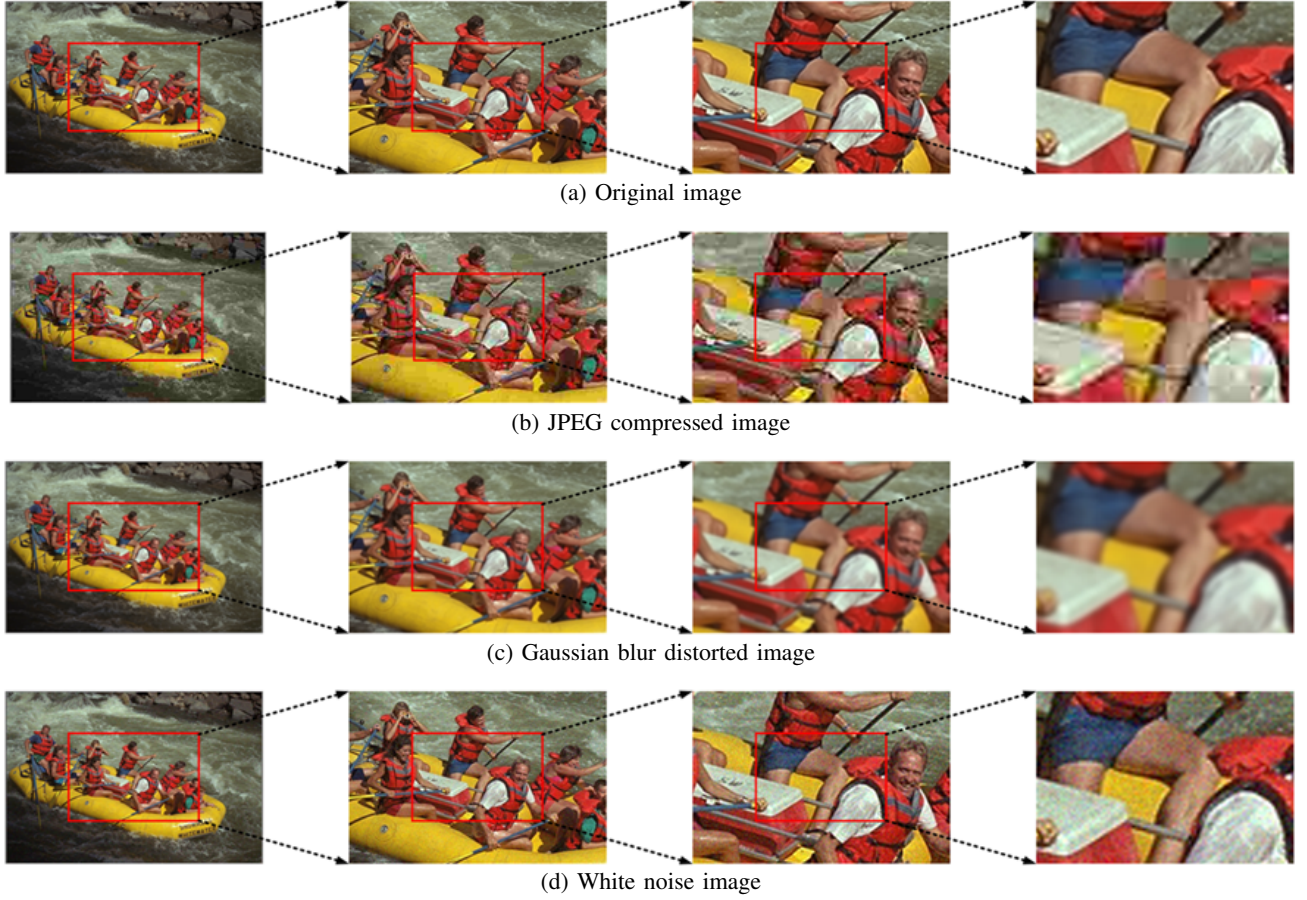 (a) Original image
(b) JPEG compressed image
(c) Gaussian blur distorted image
(d) White noise image